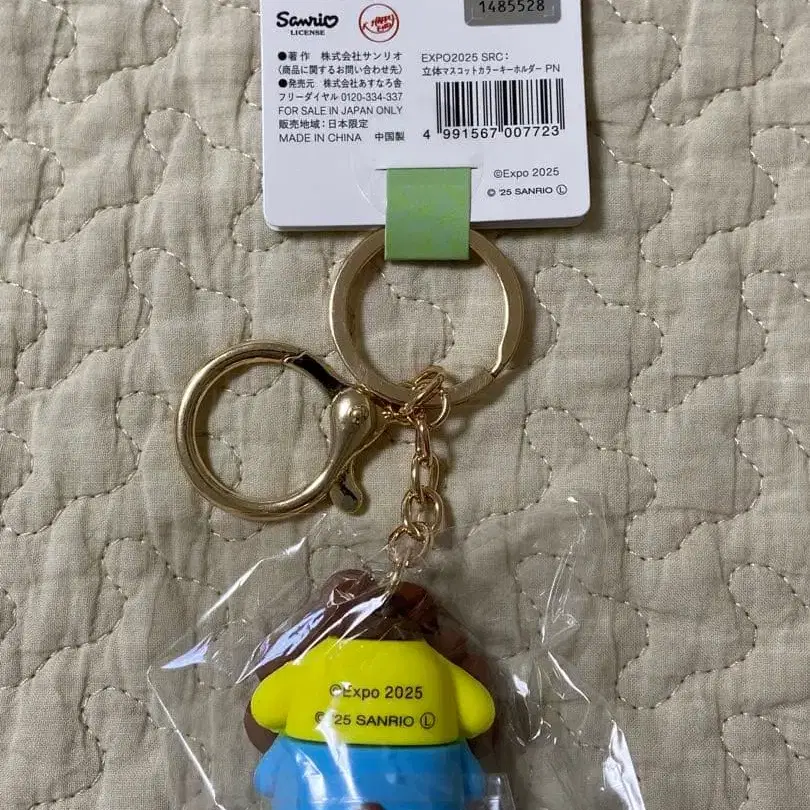 1485528
Sanrio
LICENSE
●著作 株式会社サンリオ
(商品に関するお問い合わせ先)
●発売元 株式会社あすなろ舎
フリーダイヤル 0120-334-337
FOR SALE IN JAPAN ONLY
販売地域:日本限定
MADE IN CHINA 中国製
EXPO2025 SRC:
立体マスコットカラーキーホルダー PN
4 991567 007723
©Expo 2025
© '25 SANRIO Ⓛ
©Expo 2025
© '25 SANRIO Ⓛ